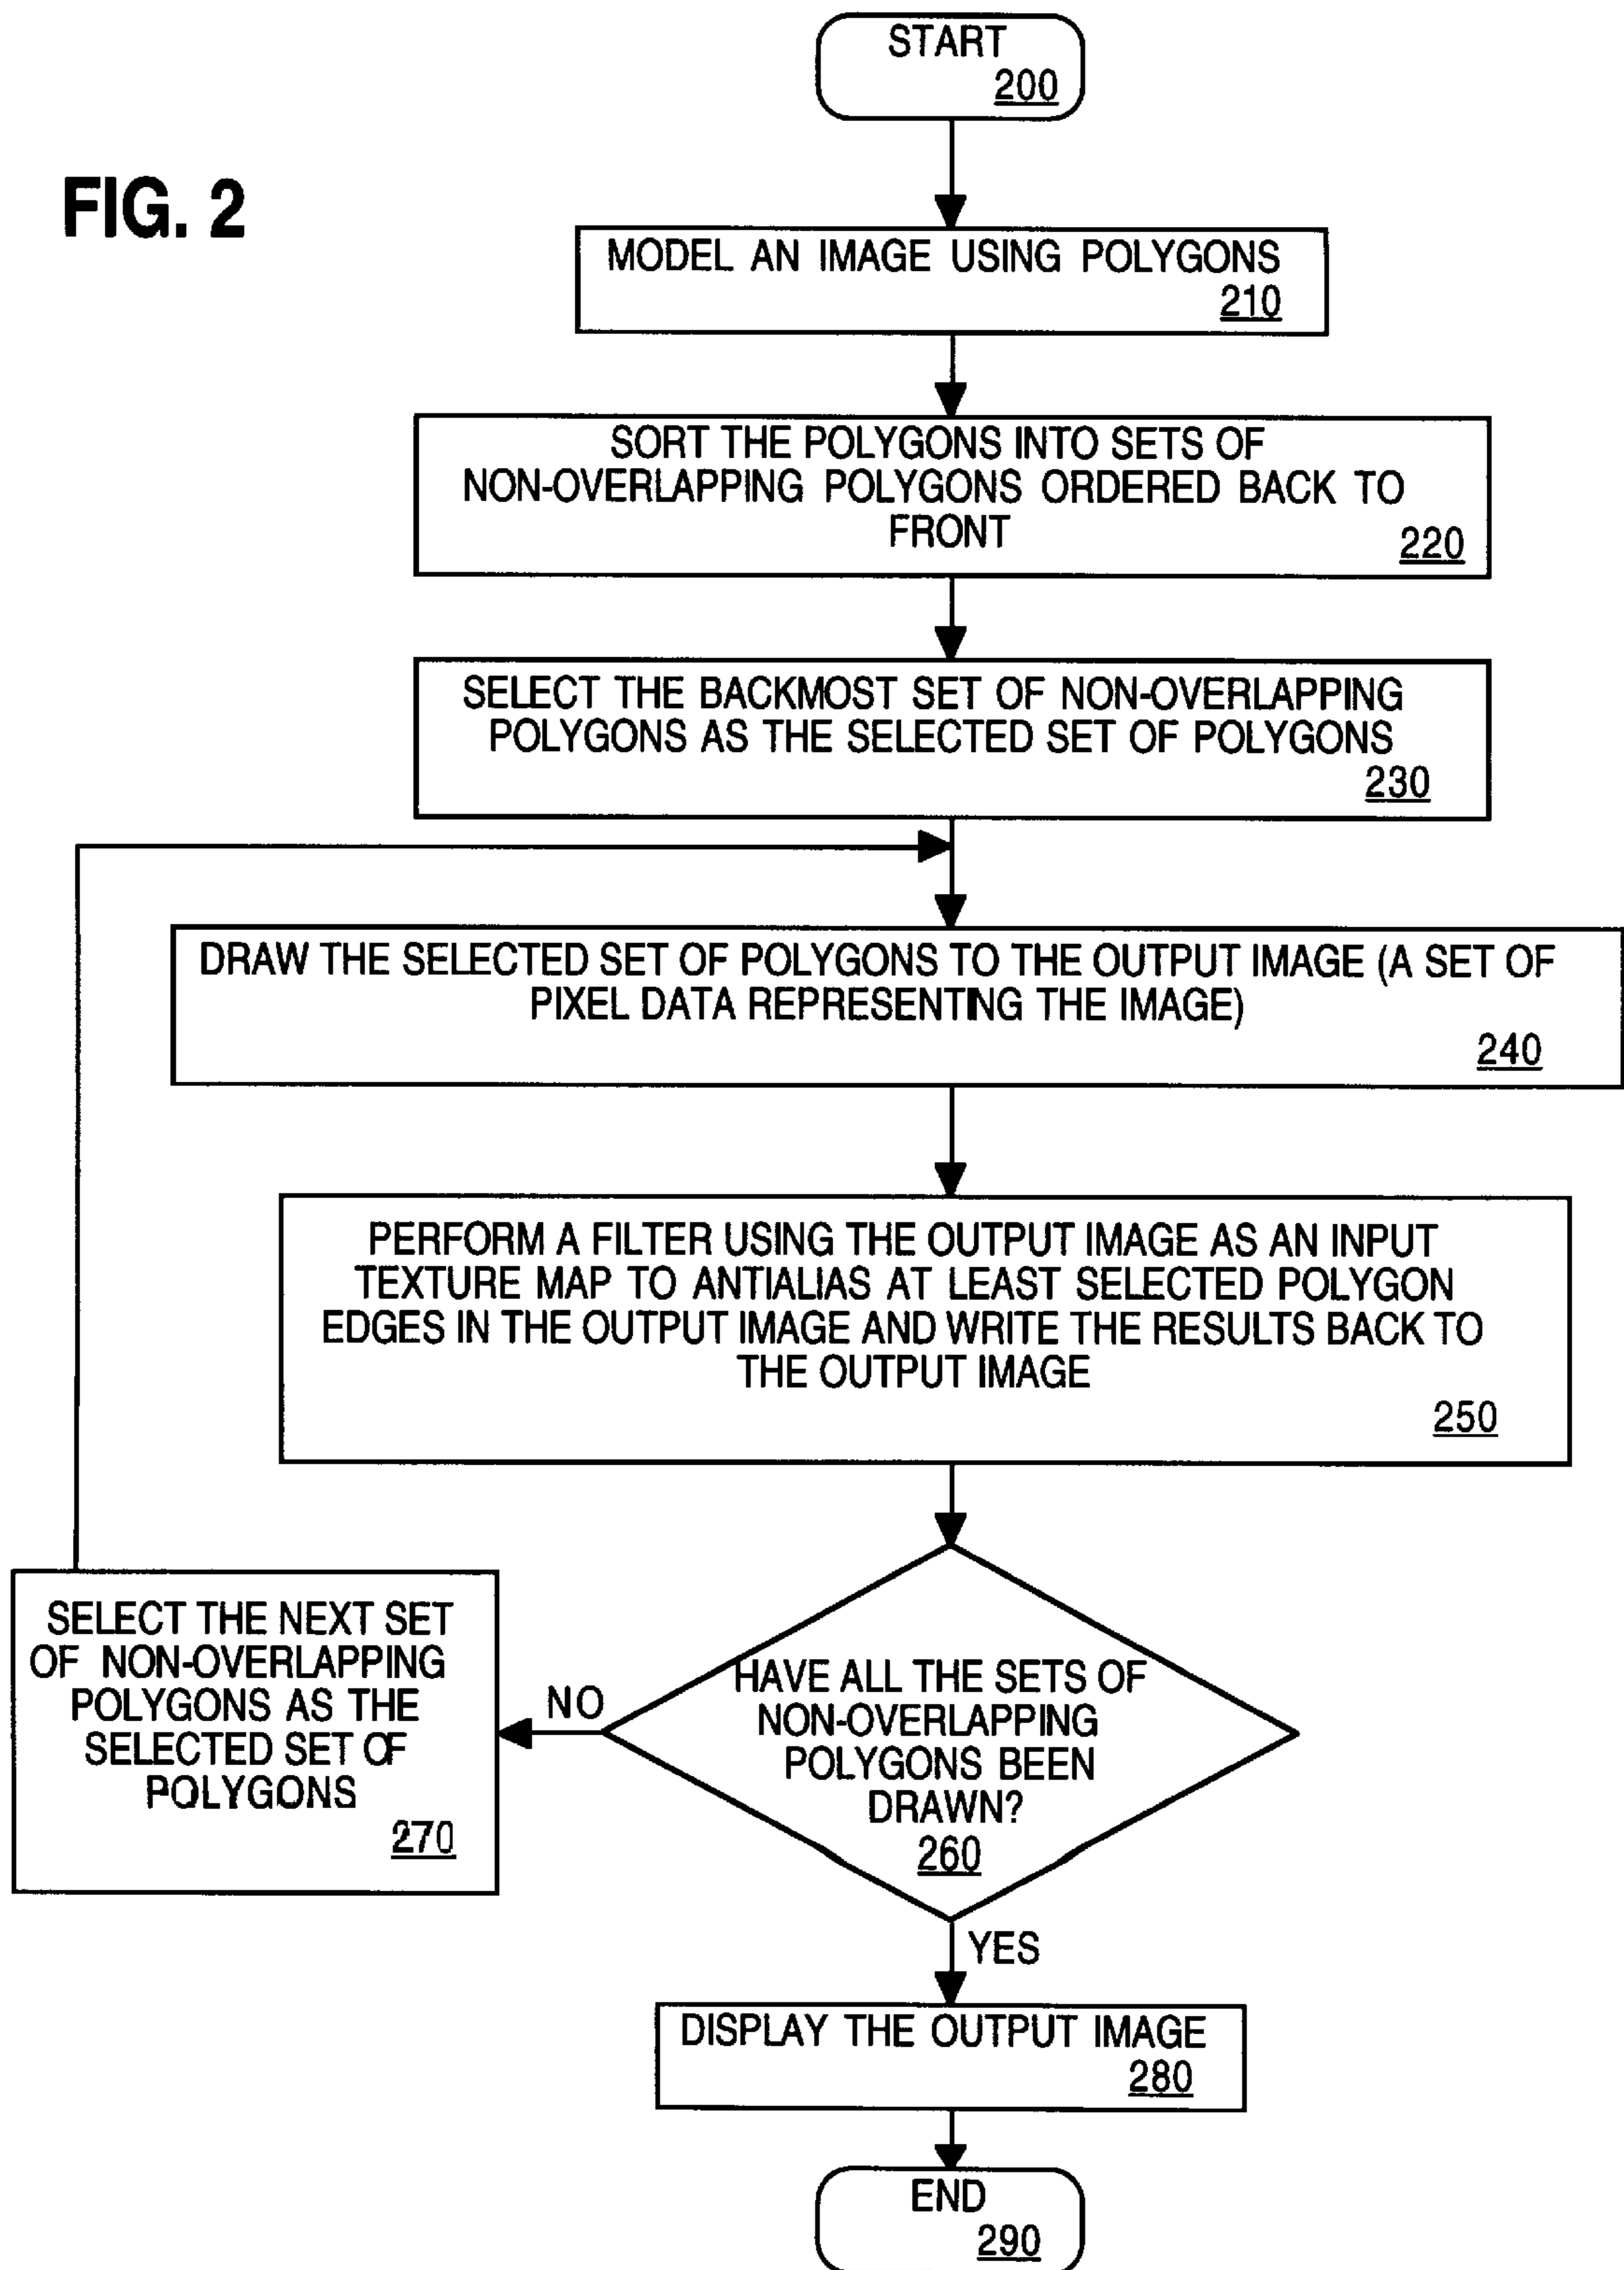 START
200
FIG. 2
MODEL AN IMAGE USING POLYGONS
210
SORT THE POLYGONS INTO SETS OF
NON-OVERLAPPING POLYGONS ORDERED BACK TO
FRONT
220
SELECT THE BACKMOST SET OF NON-OVERLAPPING
POLYGONS AS THE SELECTED SET OF POLYGONS
230
DRAW THE SELECTED SET OF POLYGONS TO THE OUTPUT IMAGE (A SET OF
PIXEL DATA REPRESENTING THE IMAGE)
240
PERFORM A FILTER USING THE OUTPUT IMAGE AS AN INPUT
TEXTURE MAP TO ANTIALIAS AT LEAST SELECTED POLYGON
EDGES IN THE OUTPUT IMAGE AND WRITE THE RESULTS BACK TO
THE OUTPUT IMAGE
250
HAVE ALL THE SETS OF
NON-OVERLAPPING
POLYGONS BEEN
DRAWN?
260
NO
SELECT THE NEXT SET
OF NON-OVERLAPPING
POLYGONS AS THE
SELECTED SET OF
POLYGONS
270
YES
DISPLAY THE OUTPUT IMAGE
280
END
290